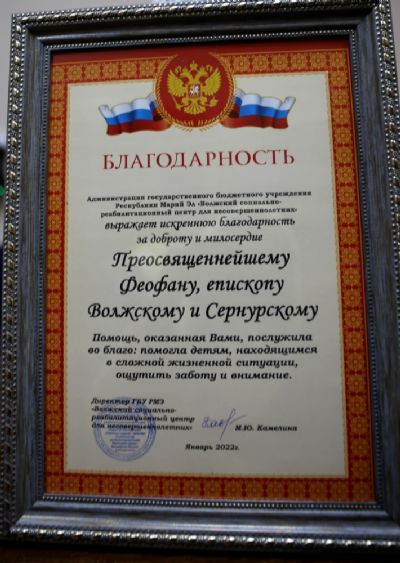 БЛАГОДАРНОСТЬ
Администрация государственного бюджетного учреждения
Республики Марий Эл «Волжский социально-
реабилитационный центр для несовершеннолетних»
выражает искреннюю благодарность
за доброту и милосердие
Преосвященнейшему
Феофану, епископу
Волжскому и Сернурскому
Помощь, оказанная Вами, послужила
во благо: помогла детям, находящимся
в сложной жизненной ситуации,
ощутить заботу и внимание.
Директор ГБУ РМЭ
«Волжский социально-
реабилитационный центр
для несовершеннолетних»
М.Ю. Камелина
Январь 2022г.